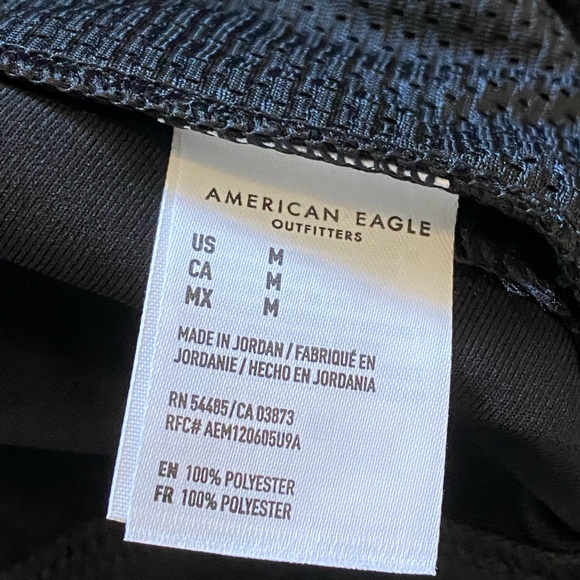 AMERICAN EAGLE
OUTFITTERS
US M
CA M
MX M
MADE IN JORDAN / FABRIQUÉ EN
JORDANIE / HECHO EN JORDANIA
RN 54485 / CA 03873
RFC# AEM120605U9A
EN 100% POLYESTER
FR 100% POLYESTER